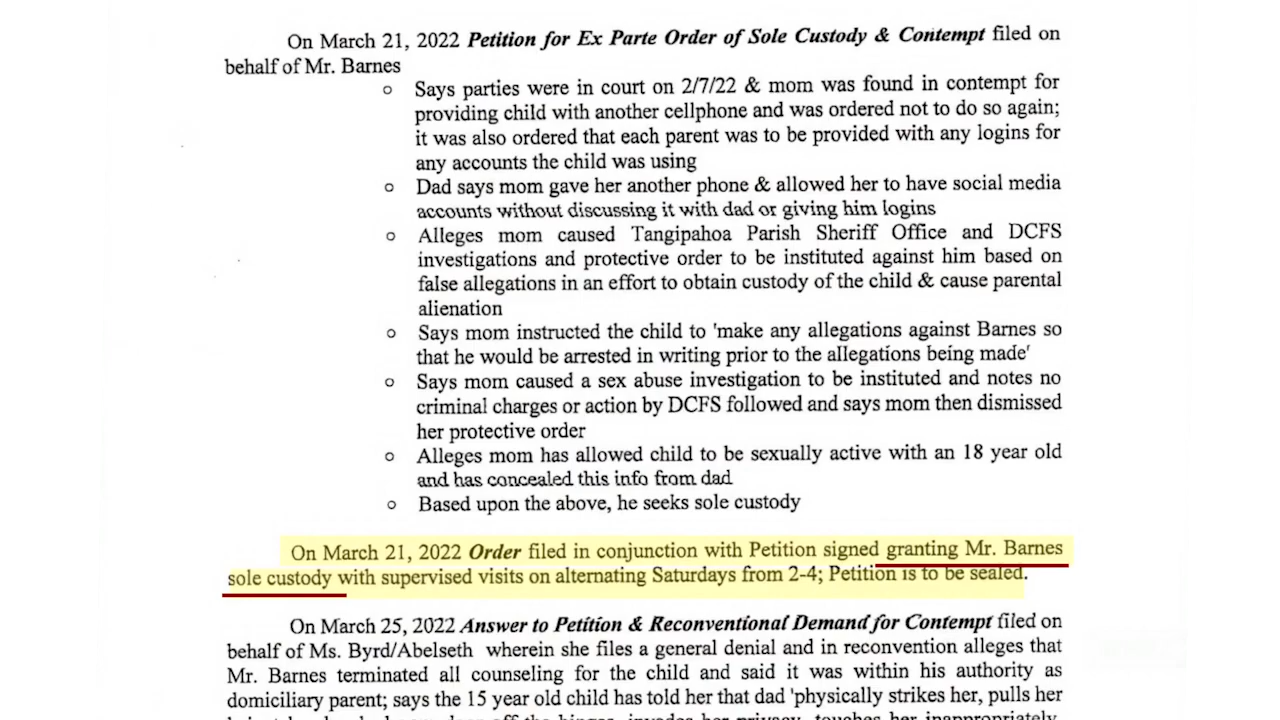 On March 21, 2022 Petition for Ex Parte Order of Sole Custody & Contempt filed on
behalf of Mr. Barnes
o Says parties were in court on 2/7/22 & mom was found in contempt for
providing child with another cellphone and was ordered not to do so again;
it was also ordered that each parent was to be provided with any logins for
any accounts the child was using
o Dad says mom gave her another phone & allowed her to have social media
accounts without discussing it with dad or giving him logins
o Alleges mom caused Tangipahoa Parish Sheriff Office and DCFS
investigations and protective order to be instituted against him based on
false allegations in an effort to obtain custody of the child & cause parental
alienation
o Says mom instructed the child to 'make any allegations against Barnes so
that he would be arrested in writing prior to the allegations being made'
o Says mom caused a sex abuse investigation to be instituted and notes no
criminal charges or action by DCFS followed and says mom then dismissed
her protective order
o Alleges mom has allowed child to be sexually active with an 18 year old
and has concealed this info from dad
o Based upon the above, he seeks sole custody
On March 21, 2022 Order filed in conjunction with Petition signed granting Mr. Barnes
sole custody with supervised visits on alternating Saturdays from 2-4; Petition is to be sealed.
On March 25, 2022 Answer to Petition & Reconventional Demand for Contempt filed on
behalf of Ms. Byrd/Abelseth wherein she files a general denial and in reconvention alleges that
Mr. Barnes terminated all counseling for the child and said it was within his authority as
domiciliary parent; says the 15 year old child has told her that dad 'physically strikes her, pulls her
off the hinges, invades her privacy, touches her inappropriately,